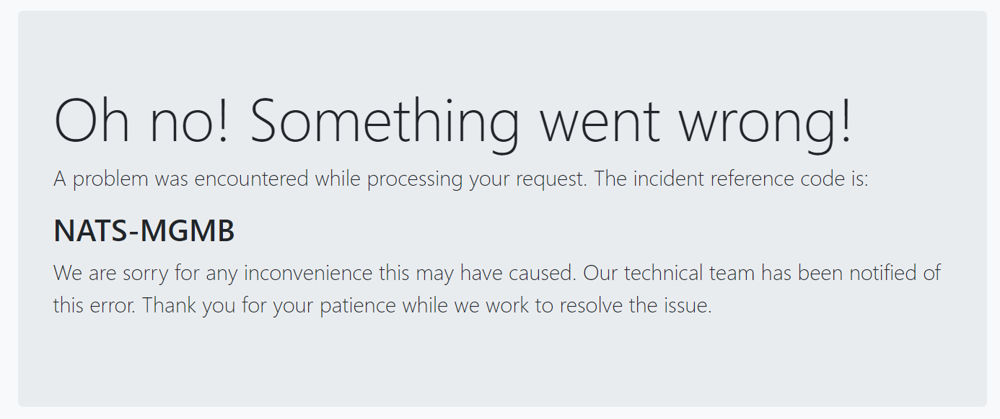 Oh no! Something went wrong!
A problem was encountered while processing your request. The incident reference code is:
NATS-MGMB
We are sorry for any inconvenience this may have caused. Our technical team has been notified of
this error. Thank you for your patience while we work to resolve the issue.